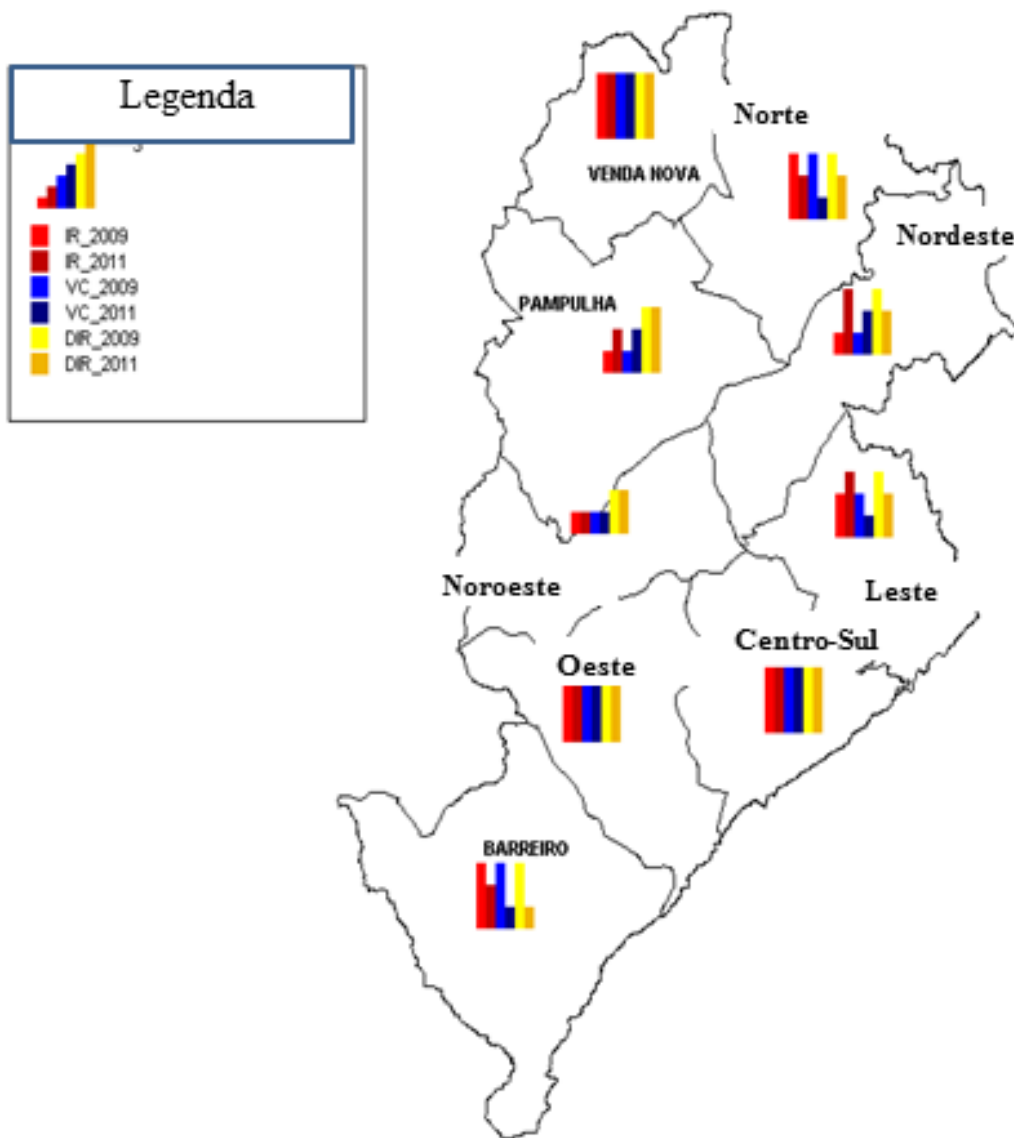 Legenda
IR_2009
IR_2011
VC_2009
VC_2011
DIR_2009
DIR_2011
Norte
VENDA NOVA
Nordeste
PAMPULHA
Noroeste
Leste
Centro-Sul
Oeste
BARREIRO